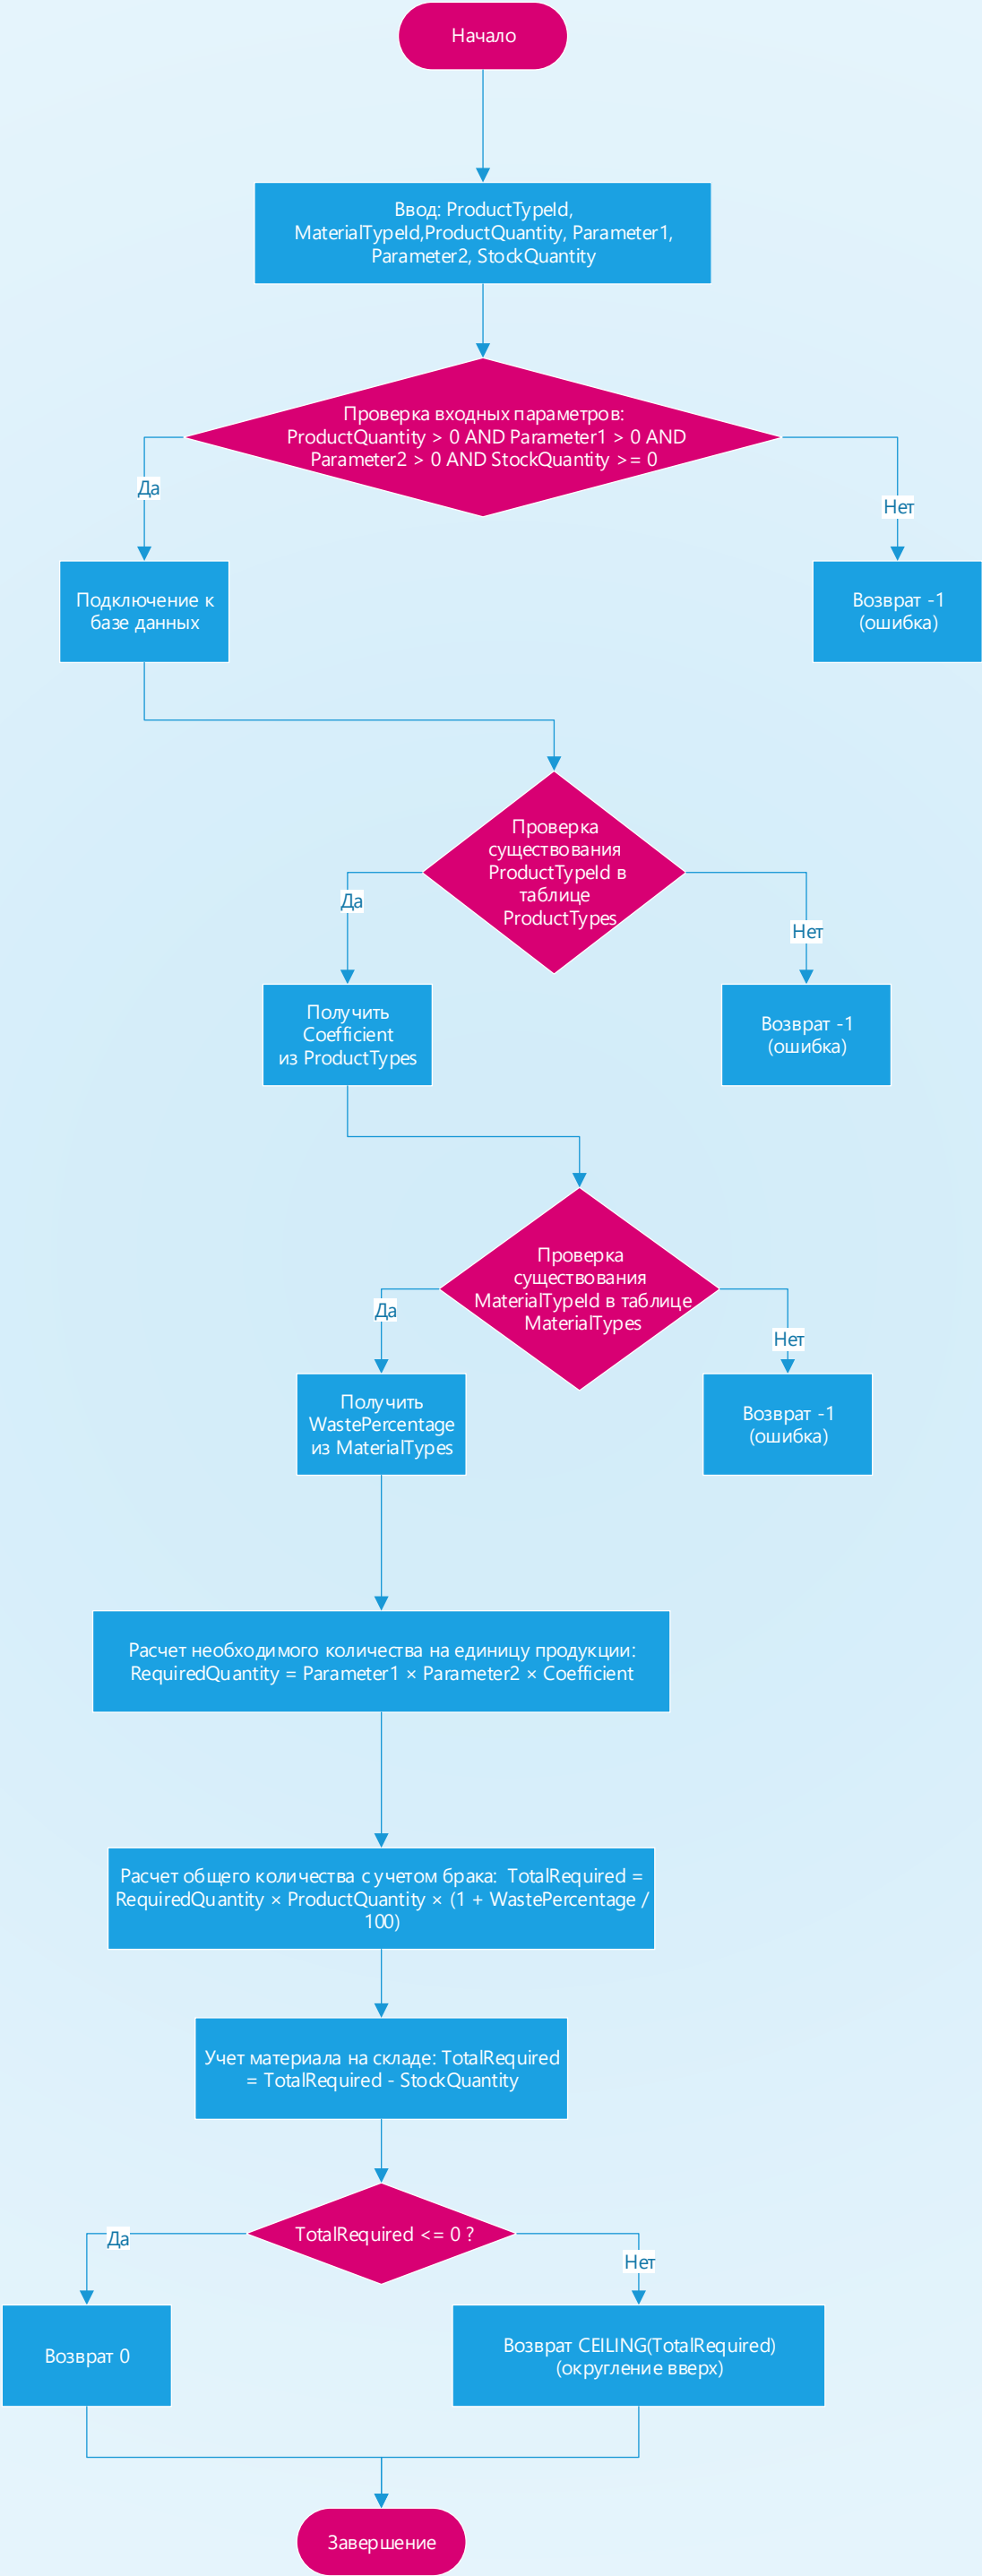 Начало
Ввод: ProductTypeId,
MaterialTypeId,ProductQuantity, Parameter1,
Parameter2, StockQuantity
Проверка входных параметров:
ProductQuantity > 0 AND Parameter1 > 0 AND
Parameter2 > 0 AND StockQuantity >= 0
Да
Нет
Подключение к
базе данных
Возврат -1
(ошибка)
Проверка
существования
ProductTypeId в
таблице
ProductTypes
Да
Нет
Получить
Coefficient
из ProductTypes
Возврат -1
(ошибка)
Проверка
существования
MaterialTypeId в таблице
MaterialTypes
Да
Нет
Получить
WastePercentage
из MaterialTypes
Возврат -1
(ошибка)
Расчет необходимого количества на единицу продукции:
RequiredQuantity = Parameter1 × Parameter2 × Coefficient
Расчет общего количества с учетом брака:  TotalRequired =
RequiredQuantity × ProductQuantity × (1 + WastePercentage /
100)
Учет материала на складе: TotalRequired
= TotalRequired - StockQuantity
TotalRequired <= 0 ?
Да
Нет
Возврат 0
Возврат CEILING(TotalRequired)
(округление вверх)
Завершение